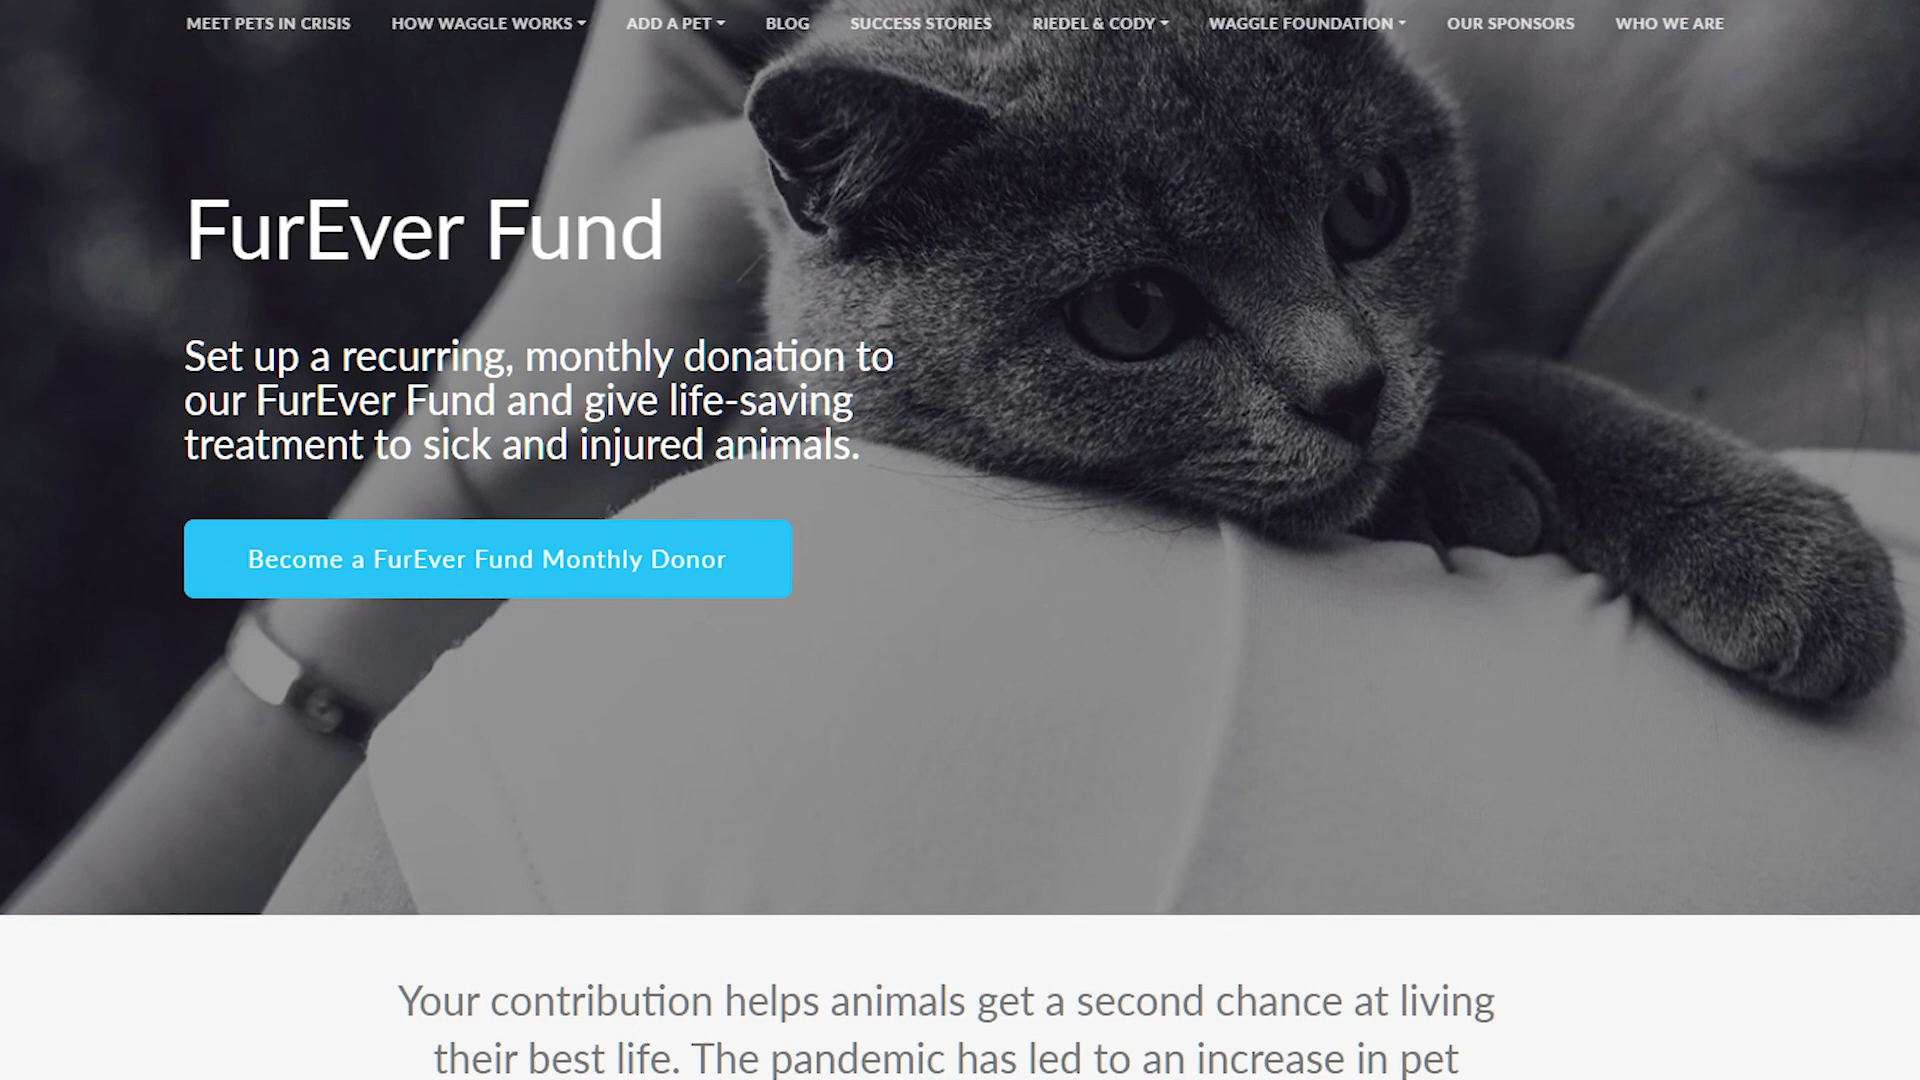 MEET PETS IN CRISIS HOW WAGGLE WORKS ADD A PET BLOG SUCCESS STORIES RIEDEL & CODY WAGGLE FOUNDATION OUR SPONSORS WHO WE ARE
FurEver Fund
Set up a recurring, monthly donation to
our FurEver Fund and give life-saving
treatment to sick and injured animals.
Become a FurEver Fund Monthly Donor
Your contribution helps animals get a second chance at living
their best life. The pandemic has led to an increase in pet